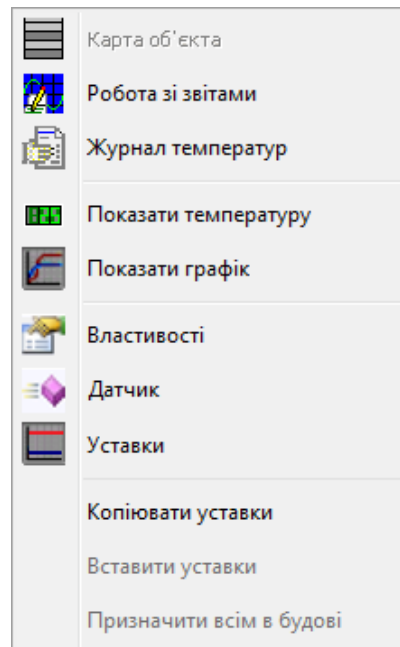 Карта об'єкта
Робота зі звітами
Журнал температур
Показати температуру
Показати графік
Властивості
Датчик
Уставки
Копіювати уставки
Вставити уставки
Призначити всім в будові